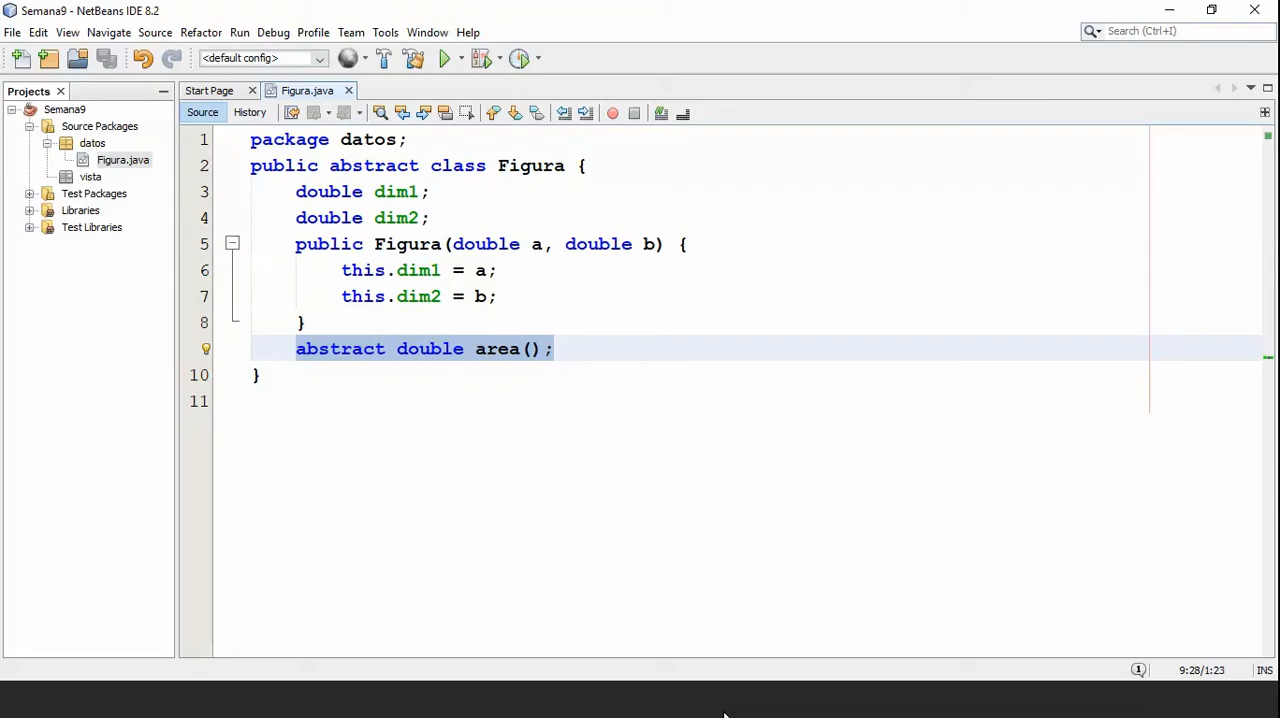 Semana9 - NetBeans IDE 8.2
File Edit View Navigate Source Refactor Run Debug Profile Team Tools Window Help
Search (Ctrl+I)
<default config>
Projects
Semana9
Source Packages
datos
Figura.java
vista
Test Packages
Libraries
Test Libraries
Start Page Figura.java
Source History
1 package datos;
2 public abstract class Figura {
3 double dim1;
4 double dim2;
5 public Figura(double a, double b) {
6 this.dim1 = a;
7 this.dim2 = b;
8 }
abstract double area();
10 }
11
1 9:28/1:23 INS